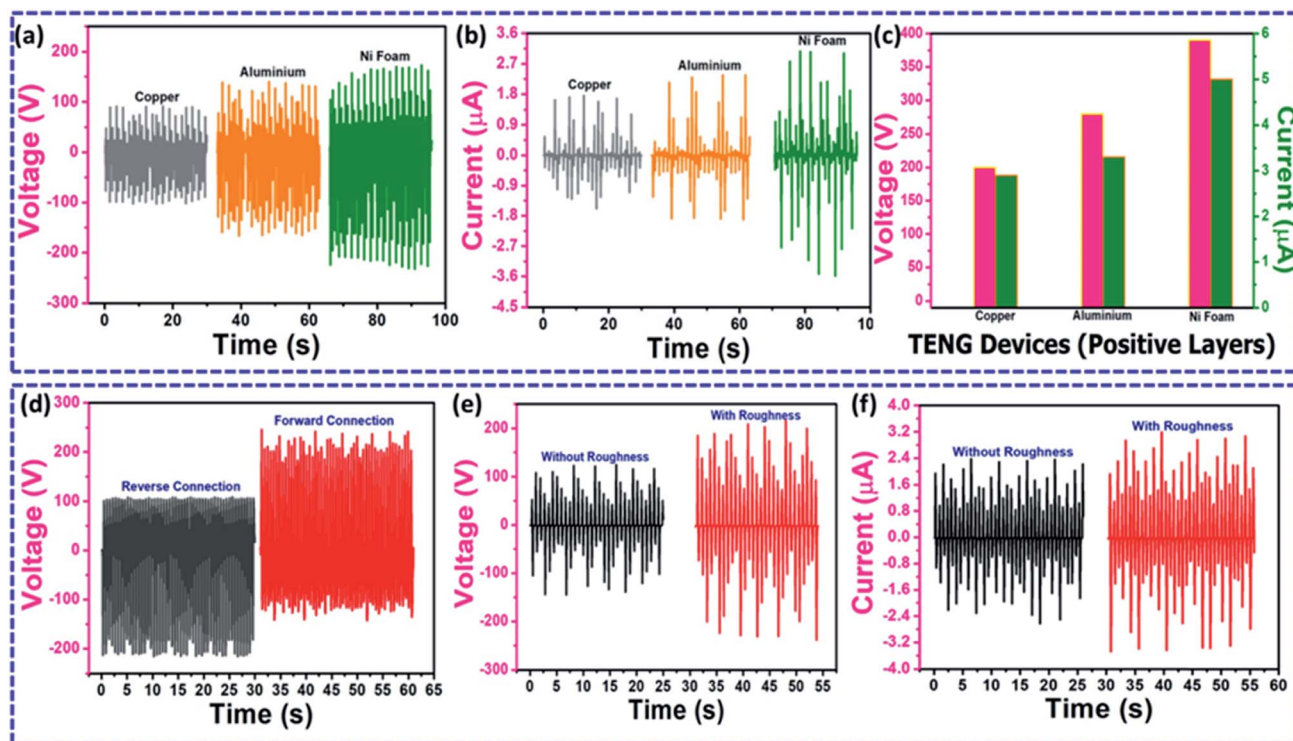 (a)
200
150
100
50
0
-100
-200
-300
Voltage (V)
Copper
Aluminium
Ni Foam
0 20 40 60 80 100
Time (s)
(b)
3.6
2.7
1.8
0.9
0.0
-0.9
-1.8
-2.7
-3.6
-4.5
Current (µA)
Copper
Aluminium
Ni Foam
0 20 40 60 80 10
Time (s)
(c)
400
350
300
250
200
150
100
50
0
Voltage (V)
6
5
4
3
2
1
0
Current (µA)
Copper Aluminium Ni Foam
TENG Devices (Positive Layers)
(d)
300
200
100
0
-100
-200
Voltage (V)
Reverse Connection
Forward Connection
0 5 10 15 20 25 30 35 40 45 50 55 60 65
Time (s)
(e)
200
100
0
-100
-200
-300
Voltage (V)
Without Roughness
With Roughness
0 5 10 15 20 25 30 35 40 45 50 55
Time (s)
(f)
4.0
3.2
2.4
1.6
0.8
0.0
-0.8
-1.6
-2.4
-3.2
-4.0
Current (µA)
Without Roughness
With Roughness
0 5 10 15 20 25 30 35 40 45 50 55 60
Time (s)